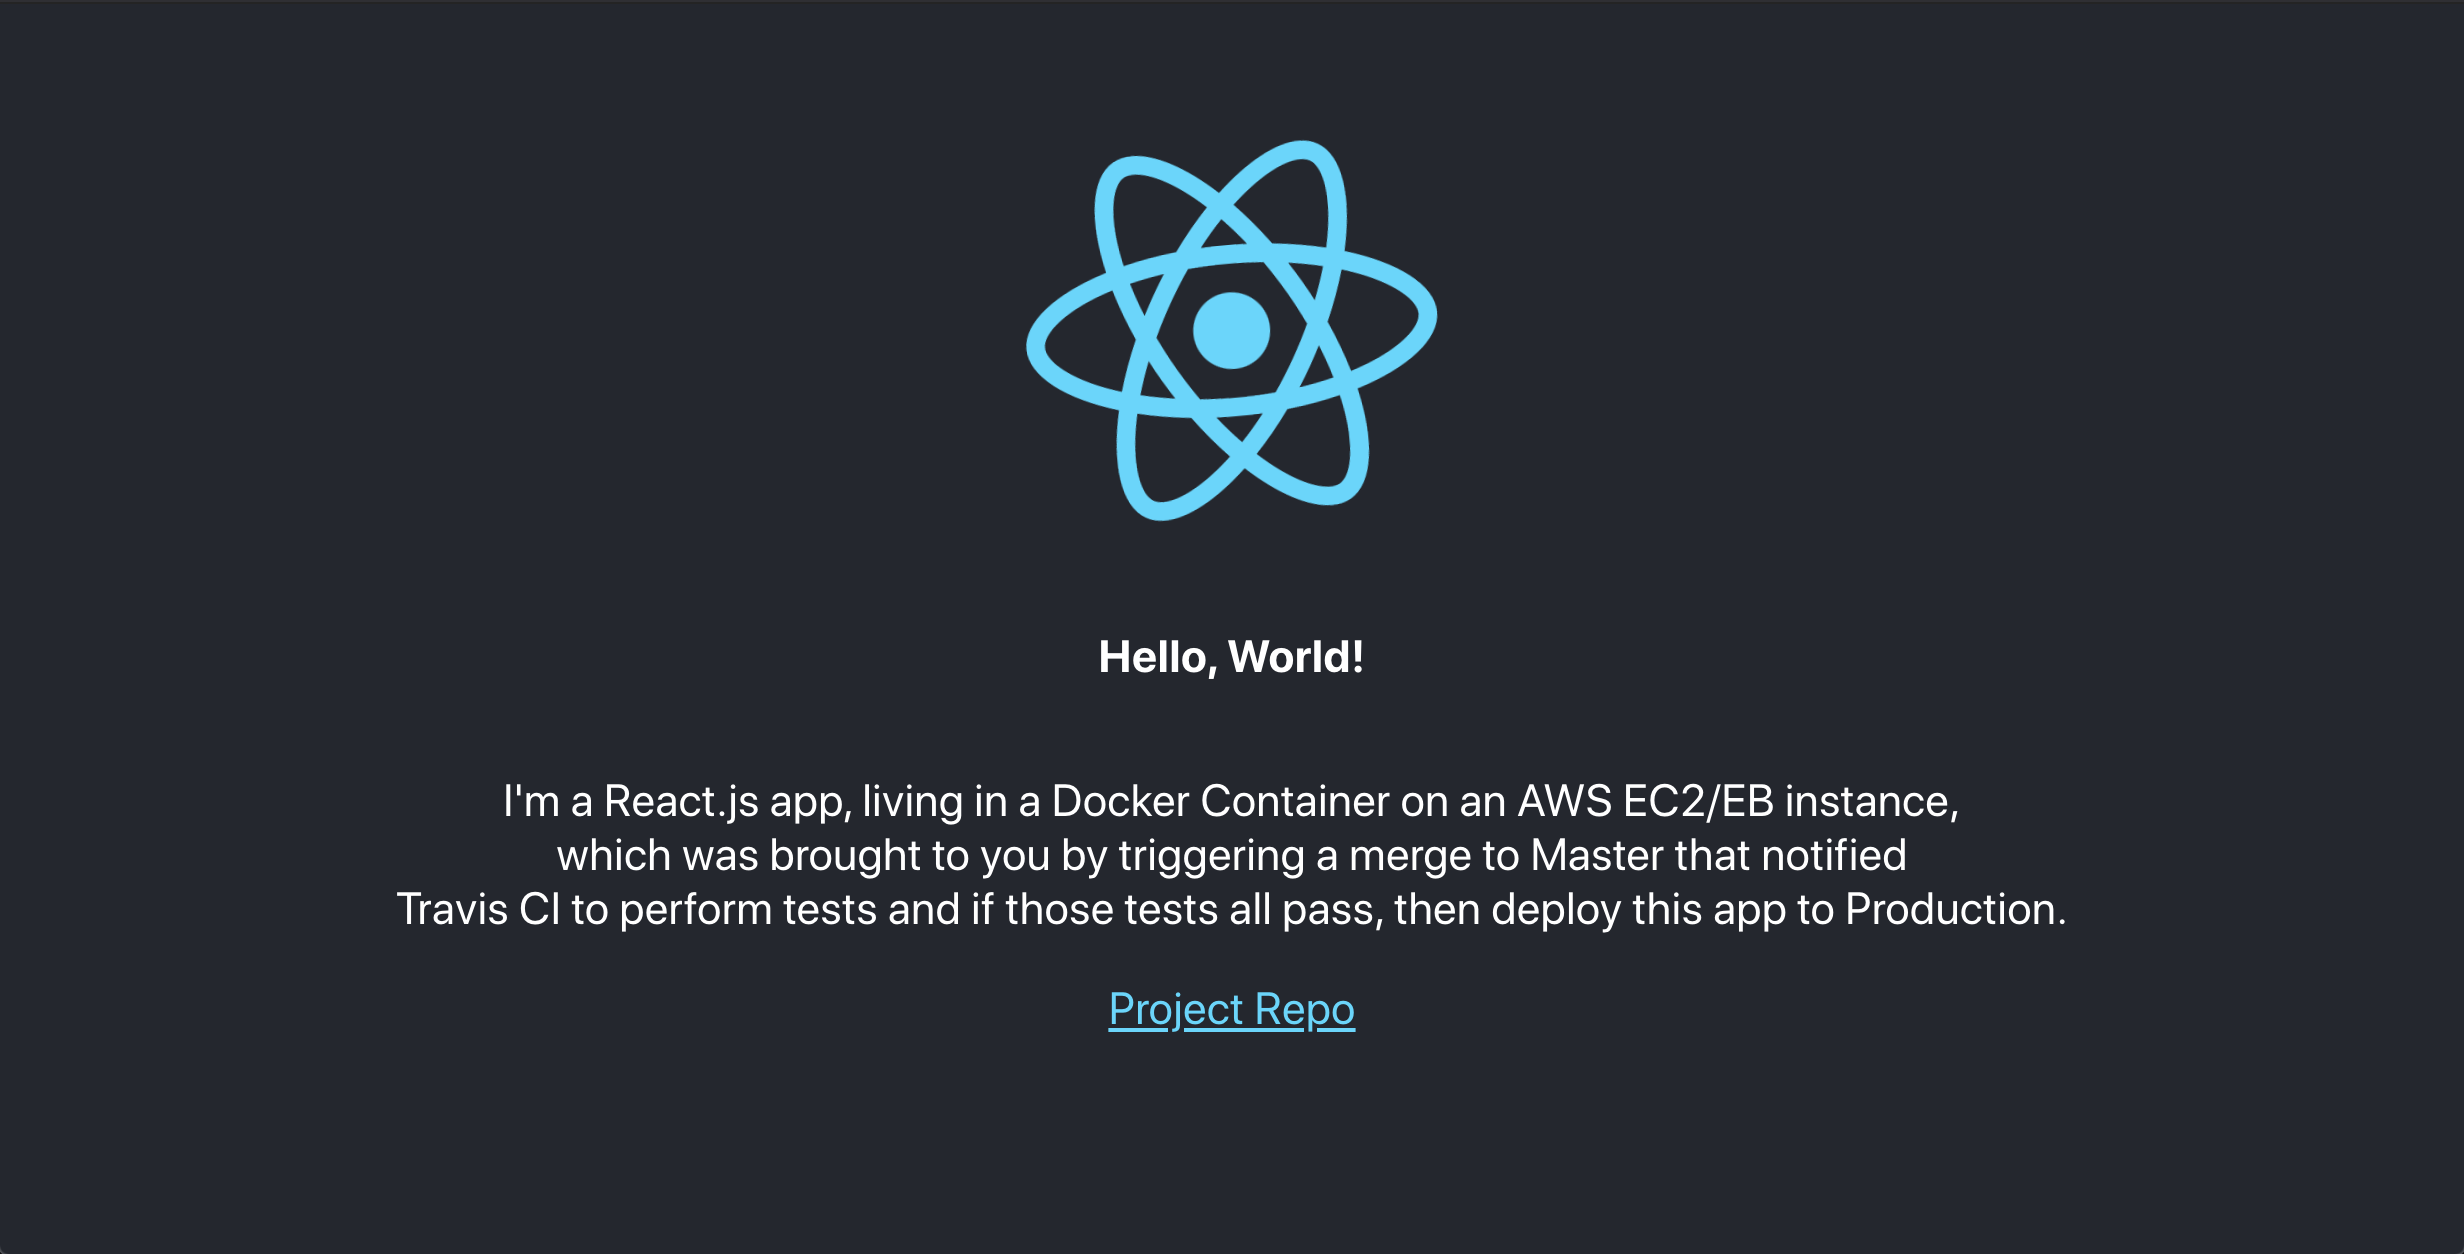 Hello, World!
I'm a React.js app, living in a Docker Container on an AWS EC2/EB instance,
which was brought to you by triggering a merge to Master that notified
Travis CI to perform tests and if those tests all pass, then deploy this app to Production.
Project Repo